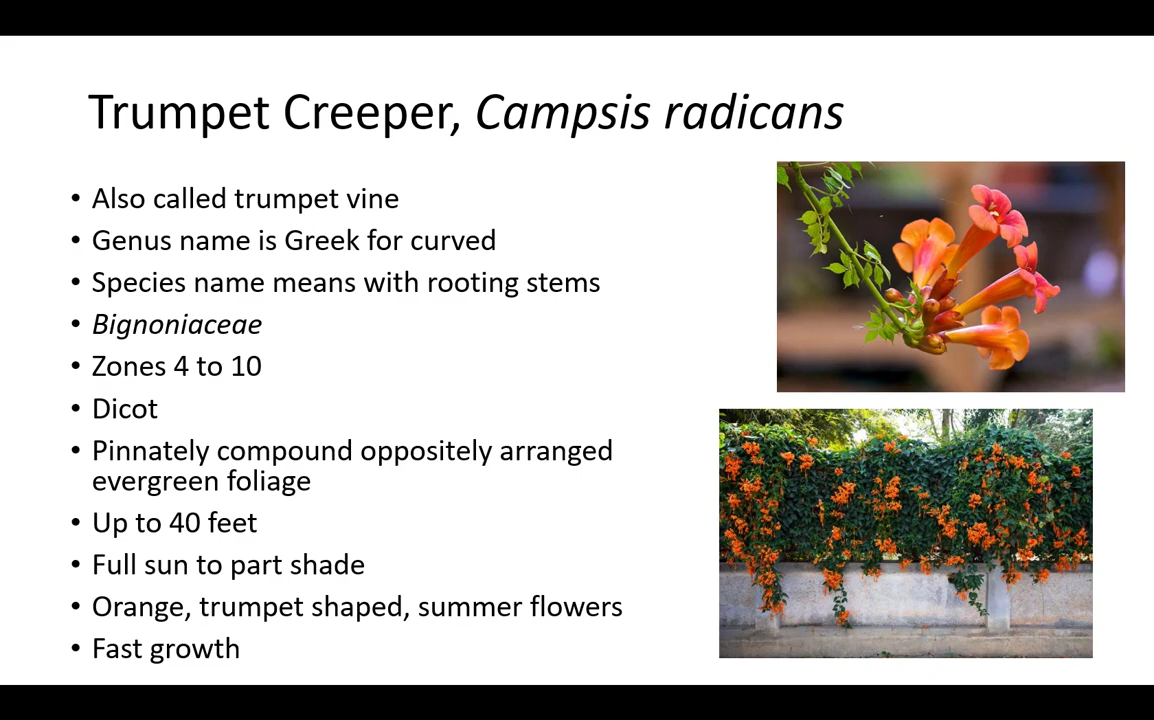 Trumpet Creeper, Campsis radicans
• Also called trumpet vine
• Genus name is Greek for curved
• Species name means with rooting stems
• Bignoniaceae
• Zones 4 to 10
• Dicot
• Pinnately compound oppositely arranged
evergreen foliage
• Up to 40 feet
• Full sun to part shade
• Orange, trumpet shaped, summer flowers
• Fast growth